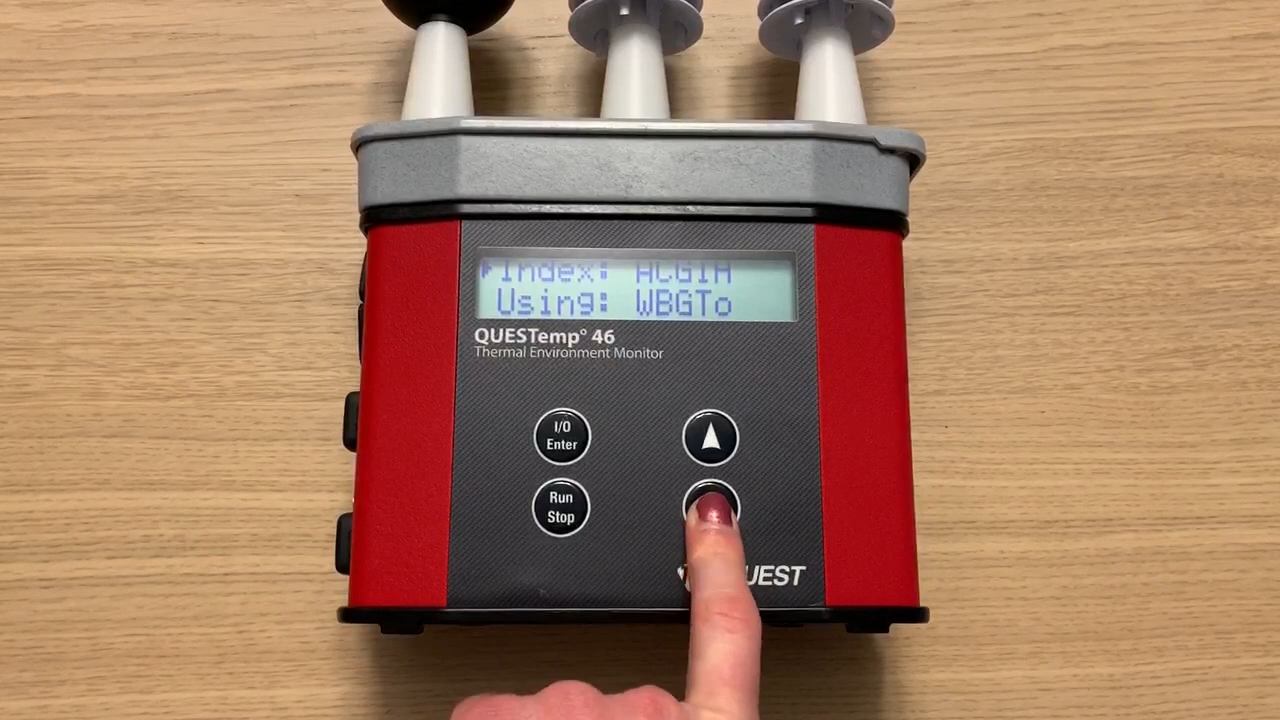 Index: ACGIH
Using: WBGTo
QUESTemp° 46
Thermal Environment Monitor
I/O
Enter
Run
Stop
UEST